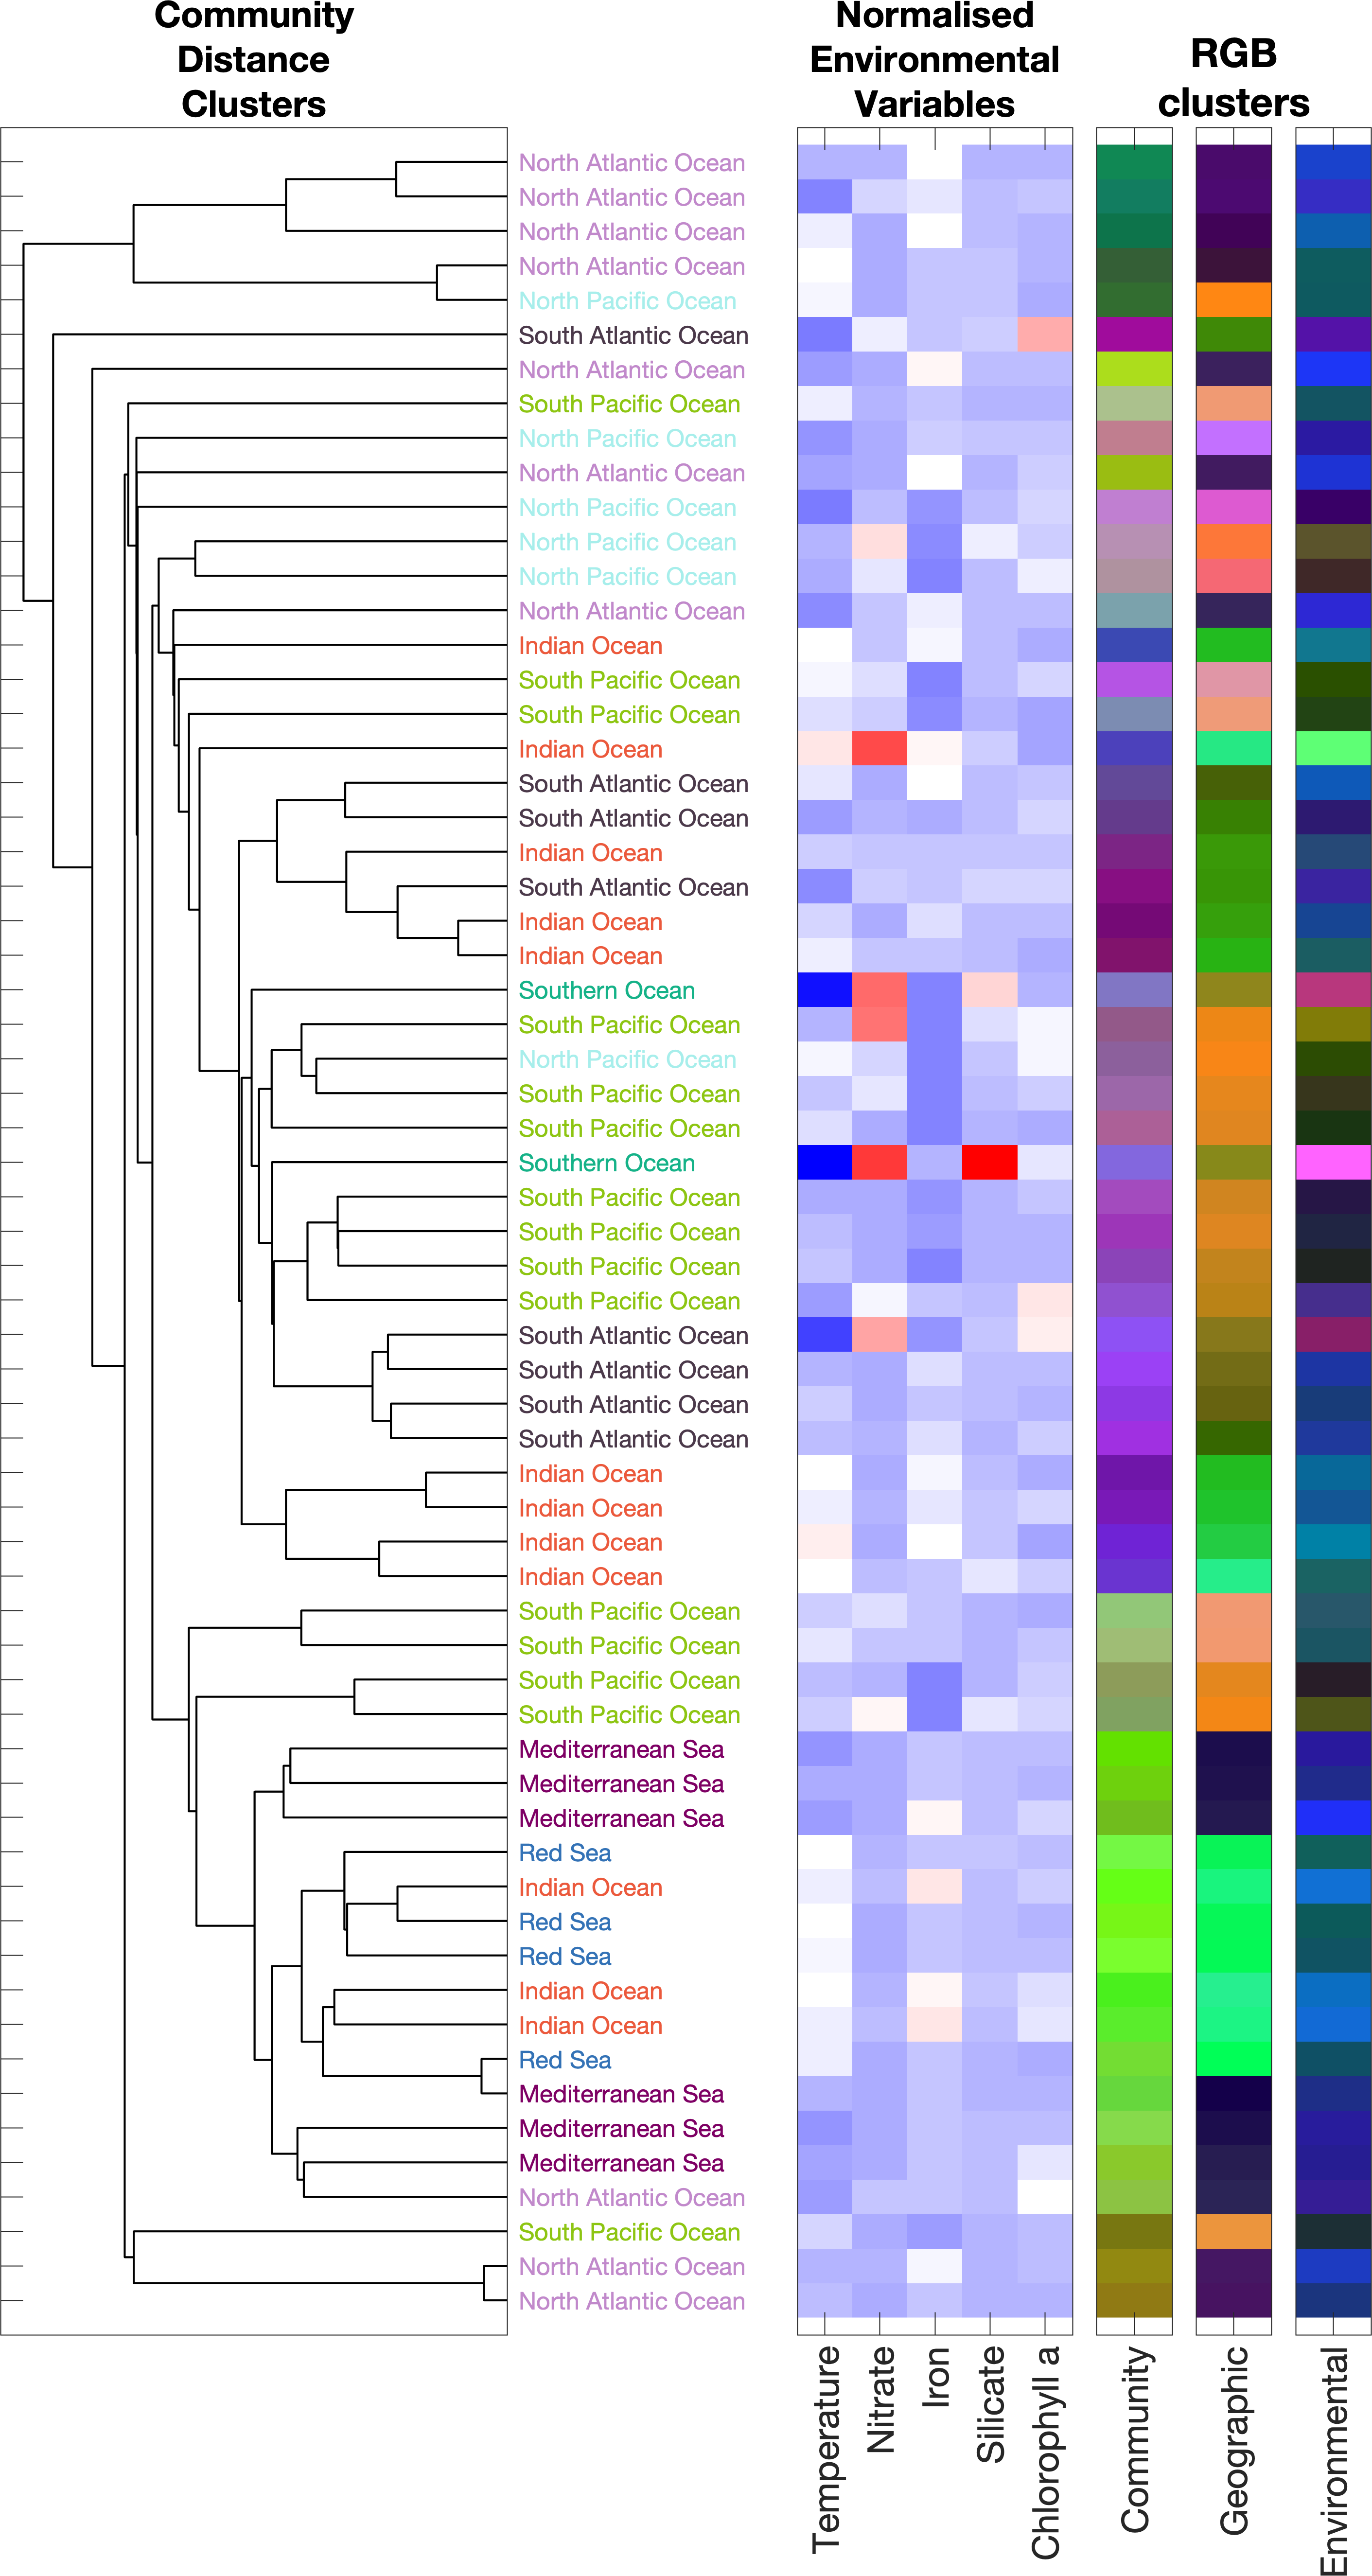 Community
Distance
Clusters
Normalised
Environmental
Variables
RGB
clusters
North Atlantic Ocean
North Atlantic Ocean
North Atlantic Ocean
North Atlantic Ocean
North Pacific Ocean
South Atlantic Ocean
North Atlantic Ocean
South Pacific Ocean
North Pacific Ocean
North Atlantic Ocean
North Pacific Ocean
North Pacific Ocean
North Pacific Ocean
North Atlantic Ocean
Indian Ocean
South Pacific Ocean
South Pacific Ocean
Indian Ocean
South Atlantic Ocean
South Atlantic Ocean
Indian Ocean
South Atlantic Ocean
Indian Ocean
Indian Ocean
Southern Ocean
South Pacific Ocean
North Pacific Ocean
South Pacific Ocean
South Pacific Ocean
Southern Ocean
South Pacific Ocean
South Pacific Ocean
South Pacific Ocean
South Pacific Ocean
South Atlantic Ocean
South Atlantic Ocean
South Atlantic Ocean
South Atlantic Ocean
Indian Ocean
Indian Ocean
Indian Ocean
Indian Ocean
South Pacific Ocean
South Pacific Ocean
South Pacific Ocean
South Pacific Ocean
Mediterranean Sea
Mediterranean Sea
Mediterranean Sea
Red Sea
Indian Ocean
Red Sea
Red Sea
Indian Ocean
Indian Ocean
Red Sea
Mediterranean Sea
Mediterranean Sea
Mediterranean Sea
North Atlantic Ocean
South Pacific Ocean
North Atlantic Ocean
North Atlantic Ocean
Temperature
Nitrate
Iron
Silicate
Chlorophyll a
Community
Geographic
Environmental